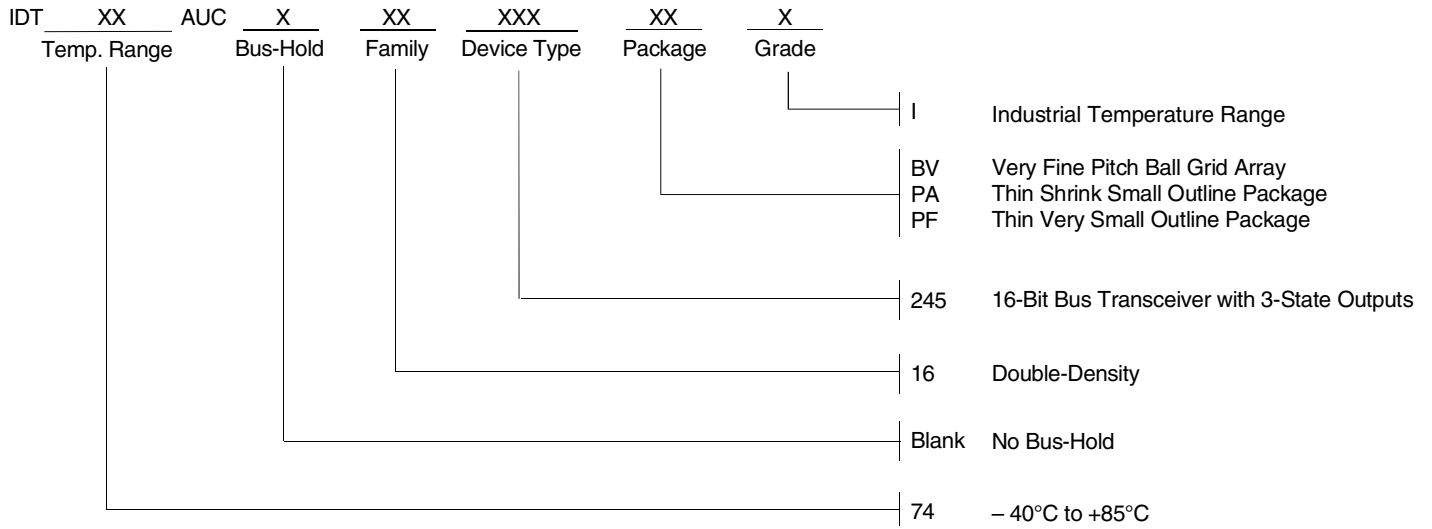 IDT XX AUC X XX XXX XX X
Temp. Range Bus-Hold Family Device Type Package Grade
I Industrial Temperature Range
BV Very Fine Pitch Ball Grid Array
PA Thin Shrink Small Outline Package
PF Thin Very Small Outline Package
245 16-Bit Bus Transceiver with 3-State Outputs
16 Double-Density
Blank No Bus-Hold
74 – 40°C to +85°C